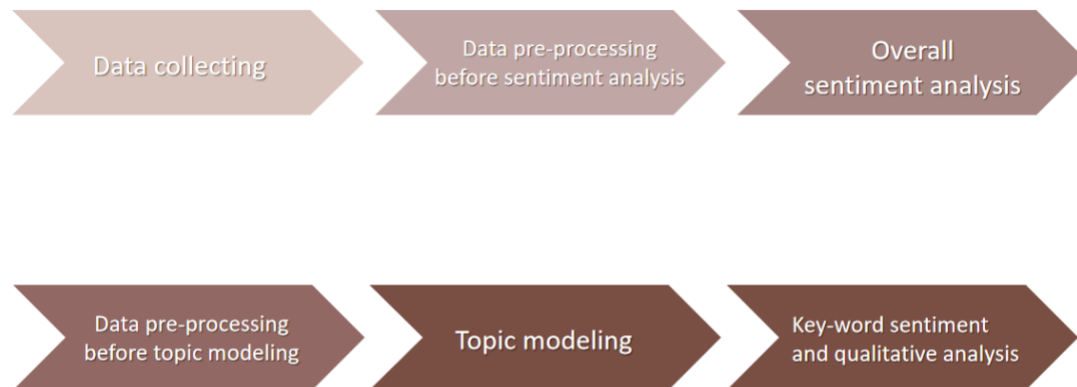 Data collecting
Data pre-processing
before sentiment analysis
Overall
sentiment analysis
Data pre-processing
before topic modeling
Topic modeling
Key-word sentiment
and qualitative analysis